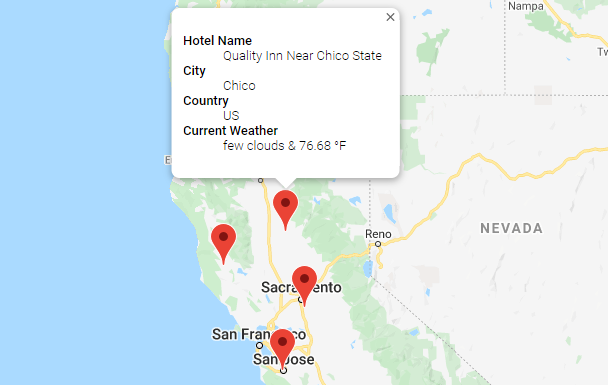 Nampa
Hotel Name
Quality Inn Near Chico State
City
Chico
Country
US
Current Weather
few clouds & 76.68 °F
Reno
NEVADA
Sacramento
San Francisco
San Jose